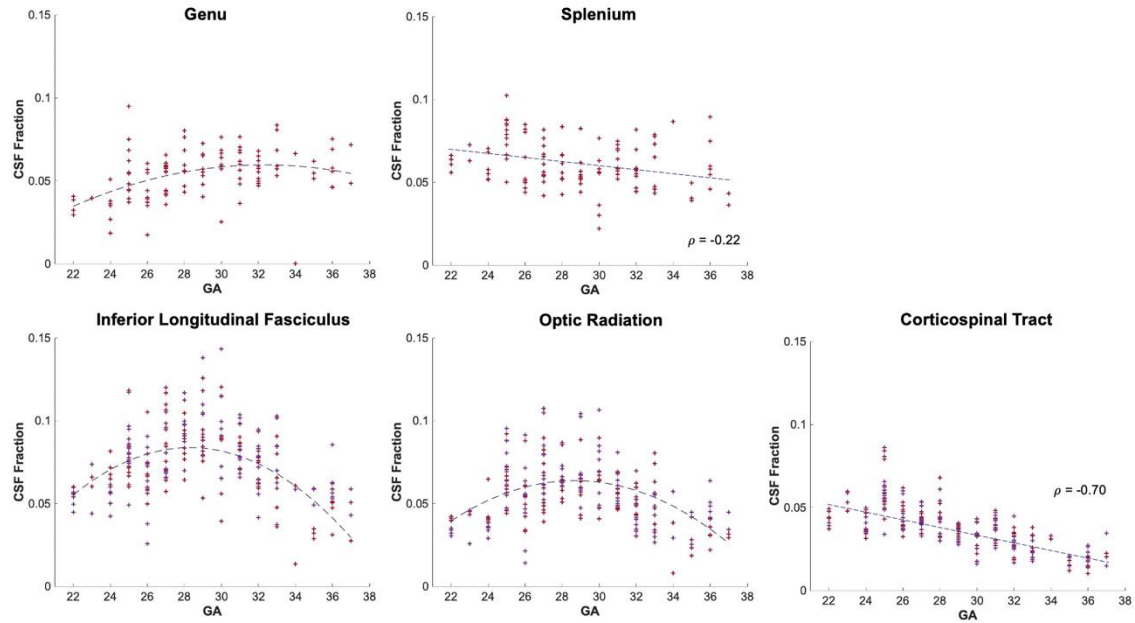 Genu
0.15
0.1
0.05
0
CSF Fraction
22 24 26 28 30 32 34 36 38
GA
Splenium
0.15
0.1
0.05
0
CSF Fraction
ρ = -0.22
22 24 26 28 30 32 34 36 38
GA
Inferior Longitudinal Fasciculus
0.15
0.1
0.05
0
CSF Fraction
22 24 26 28 30 32 34 36 38
GA
Optic Radiation
0.15
0.1
0.05
0
CSF Fraction
22 24 26 28 30 32 34 36 38
GA
Corticospinal Tract
0.15
0.1
0.05
0
CSF Fraction
ρ = -0.70
22 24 26 28 30 32 34 36 38
GA